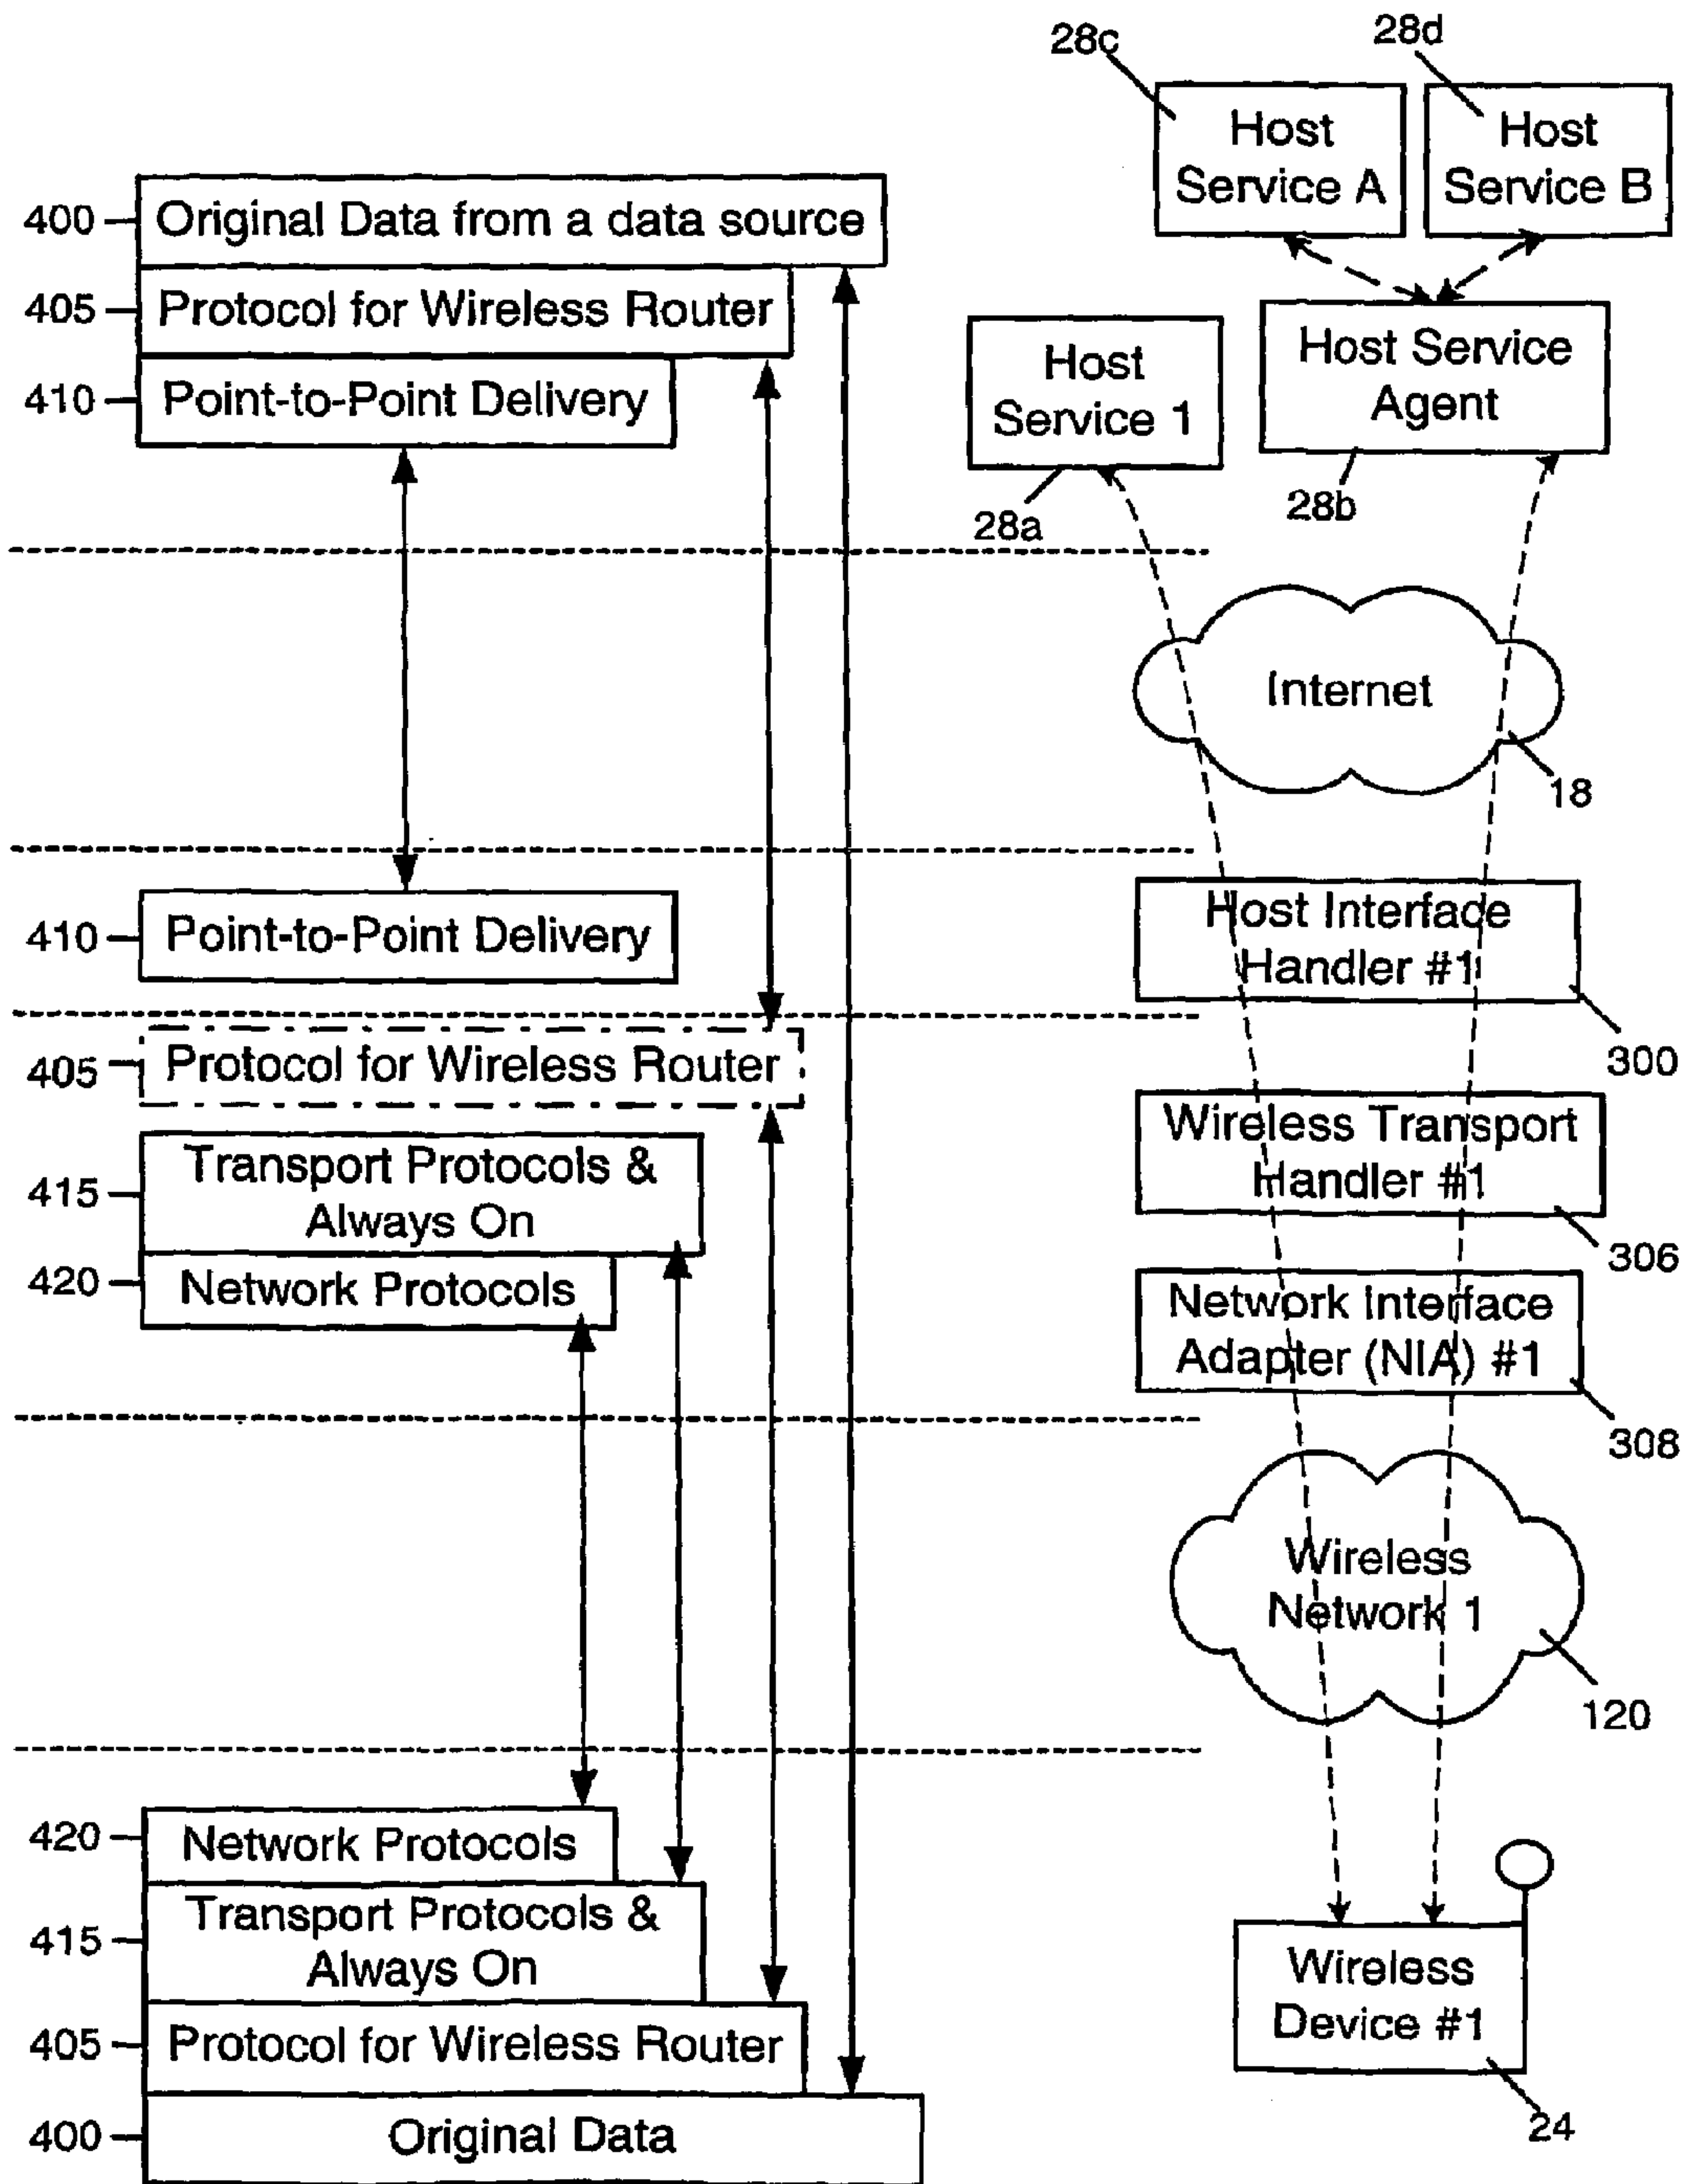 28c
28d
Host
Service A
Host
Service B
400
Original Data from a data source
405
Protocol for Wireless Router
410
Point-to-Point Delivery
Host
Service 1
Host Service
Agent
28a
28b
Internet
18
410
Point-to-Point Delivery
Host Interface
Handler #1
300
405
Protocol for Wireless Router
415
Transport Protocols &
Always On
420
Network Protocols
Wireless Transport
Handler #1
306
Network Interface
Adapter (NIA) #1
308
Wireless
Network 1
120
420
Network Protocols
415
Transport Protocols &
Always On
405
Protocol for Wireless Router
400
Original Data
Wireless
Device #1
24